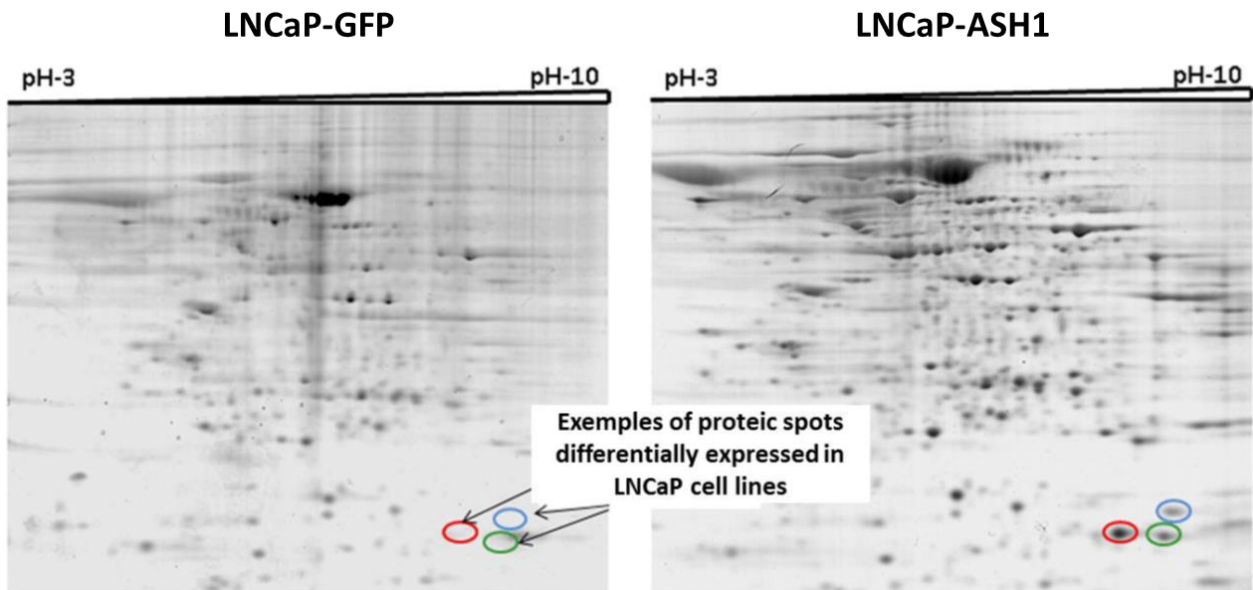 LNCaP-GFP
LNCaP-ASH1
pH-3
pH-10
pH-3
pH-10
Exemples of proteic spots
differentially expressed in
LNCaP cell lines